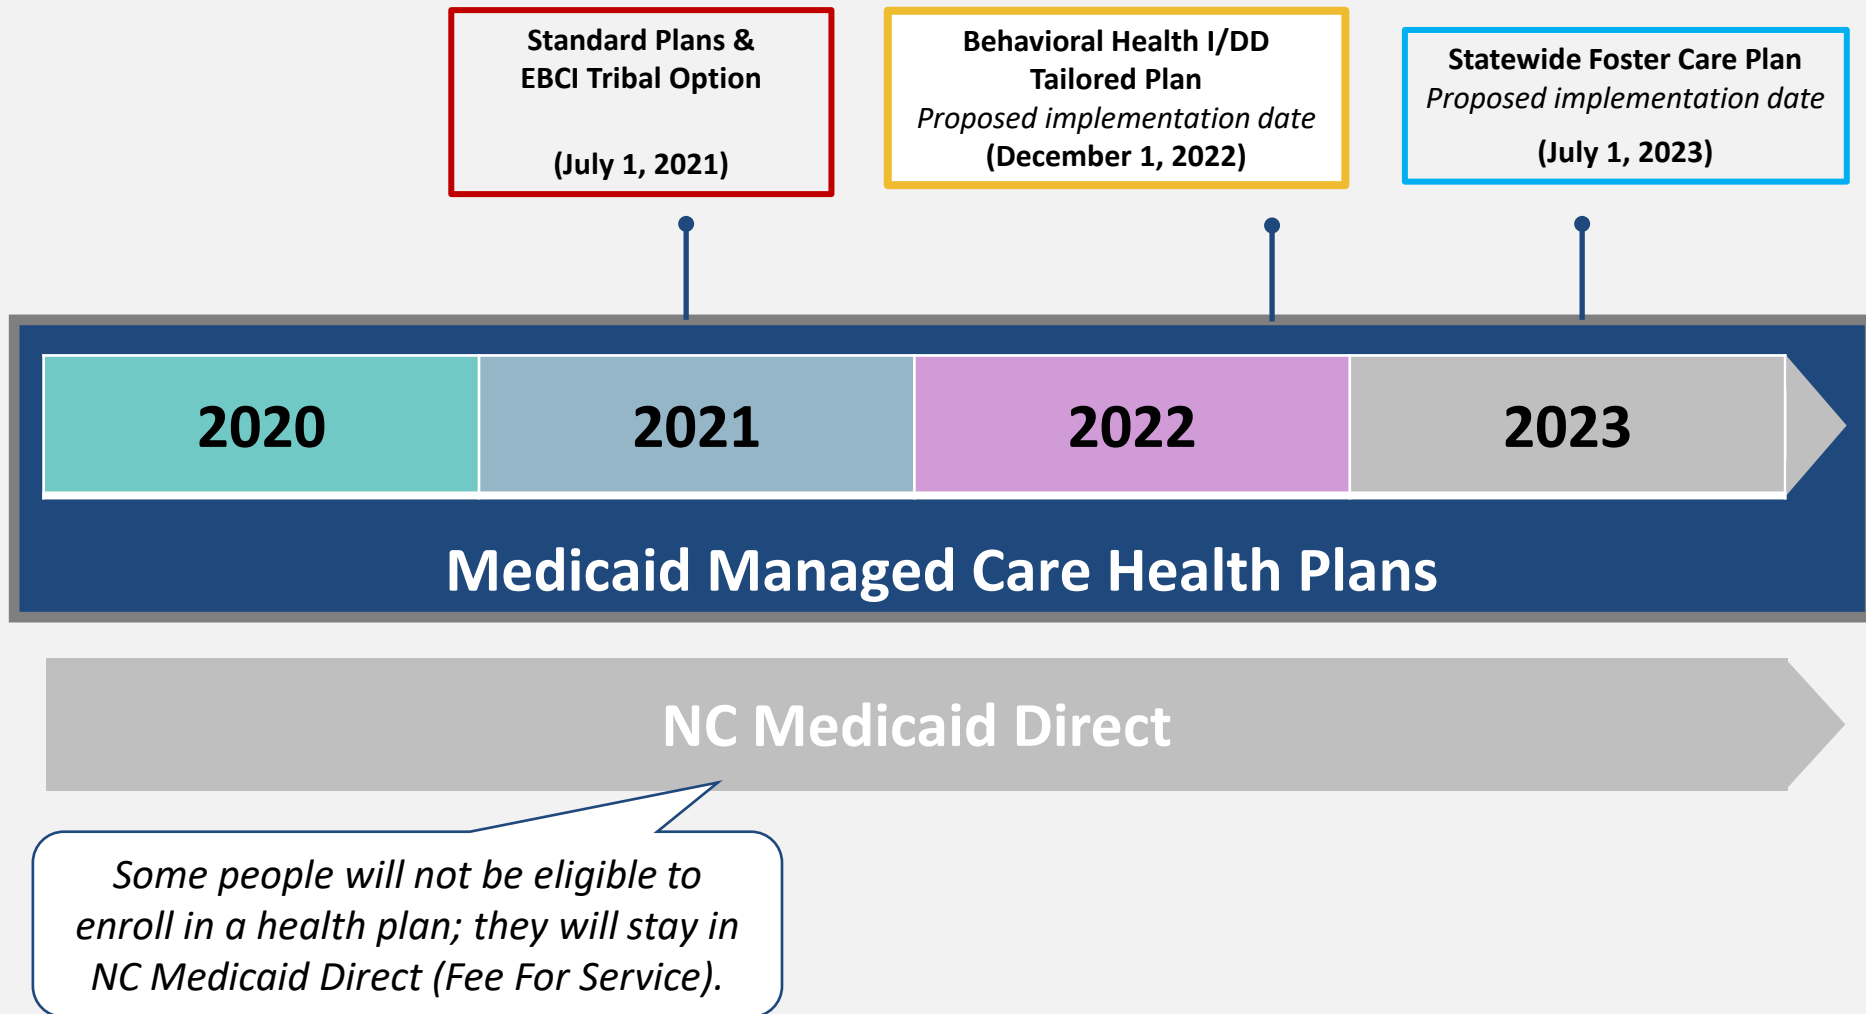 Standard Plans &
EBCI Tribal Option
(July 1, 2021)
Behavioral Health I/DD
Tailored Plan
Proposed implementation date
(December 1, 2022)
Statewide Foster Care Plan
Proposed implementation date
(July 1, 2023)
2020
2021
2022
2023
Medicaid Managed Care Health Plans
NC Medicaid Direct
Some people will not be eligible to
enroll in a health plan; they will stay in
NC Medicaid Direct (Fee For Service).